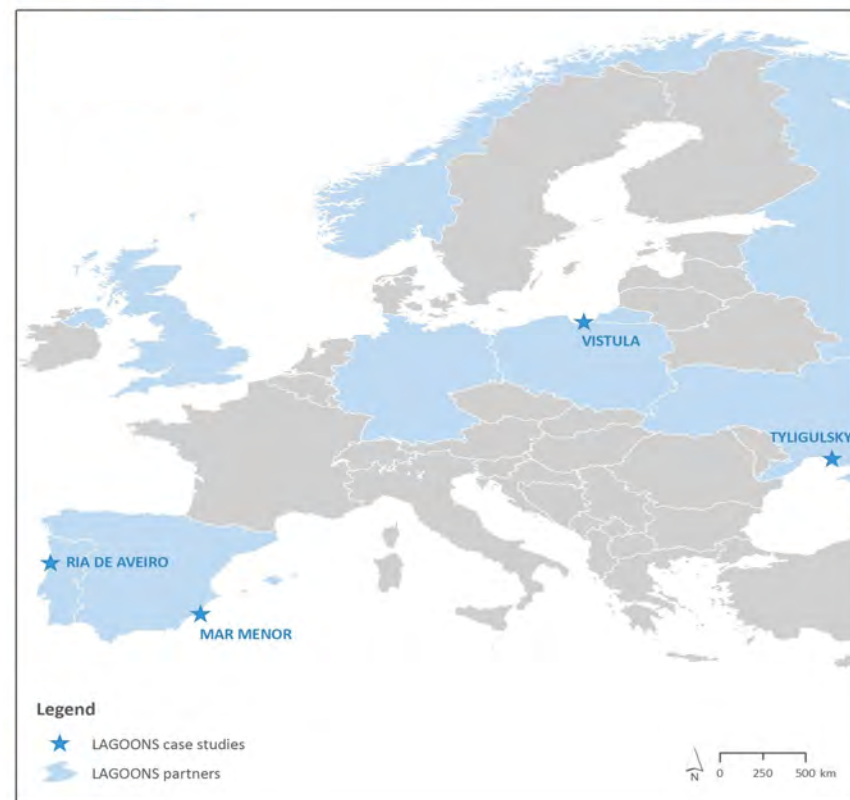 VISTULA
TYLIGULSKY
RIA DE AVEIRO
MAR MENOR
Legend
LAGOONS case studies
LAGOONS partners
N
0 250 500 km